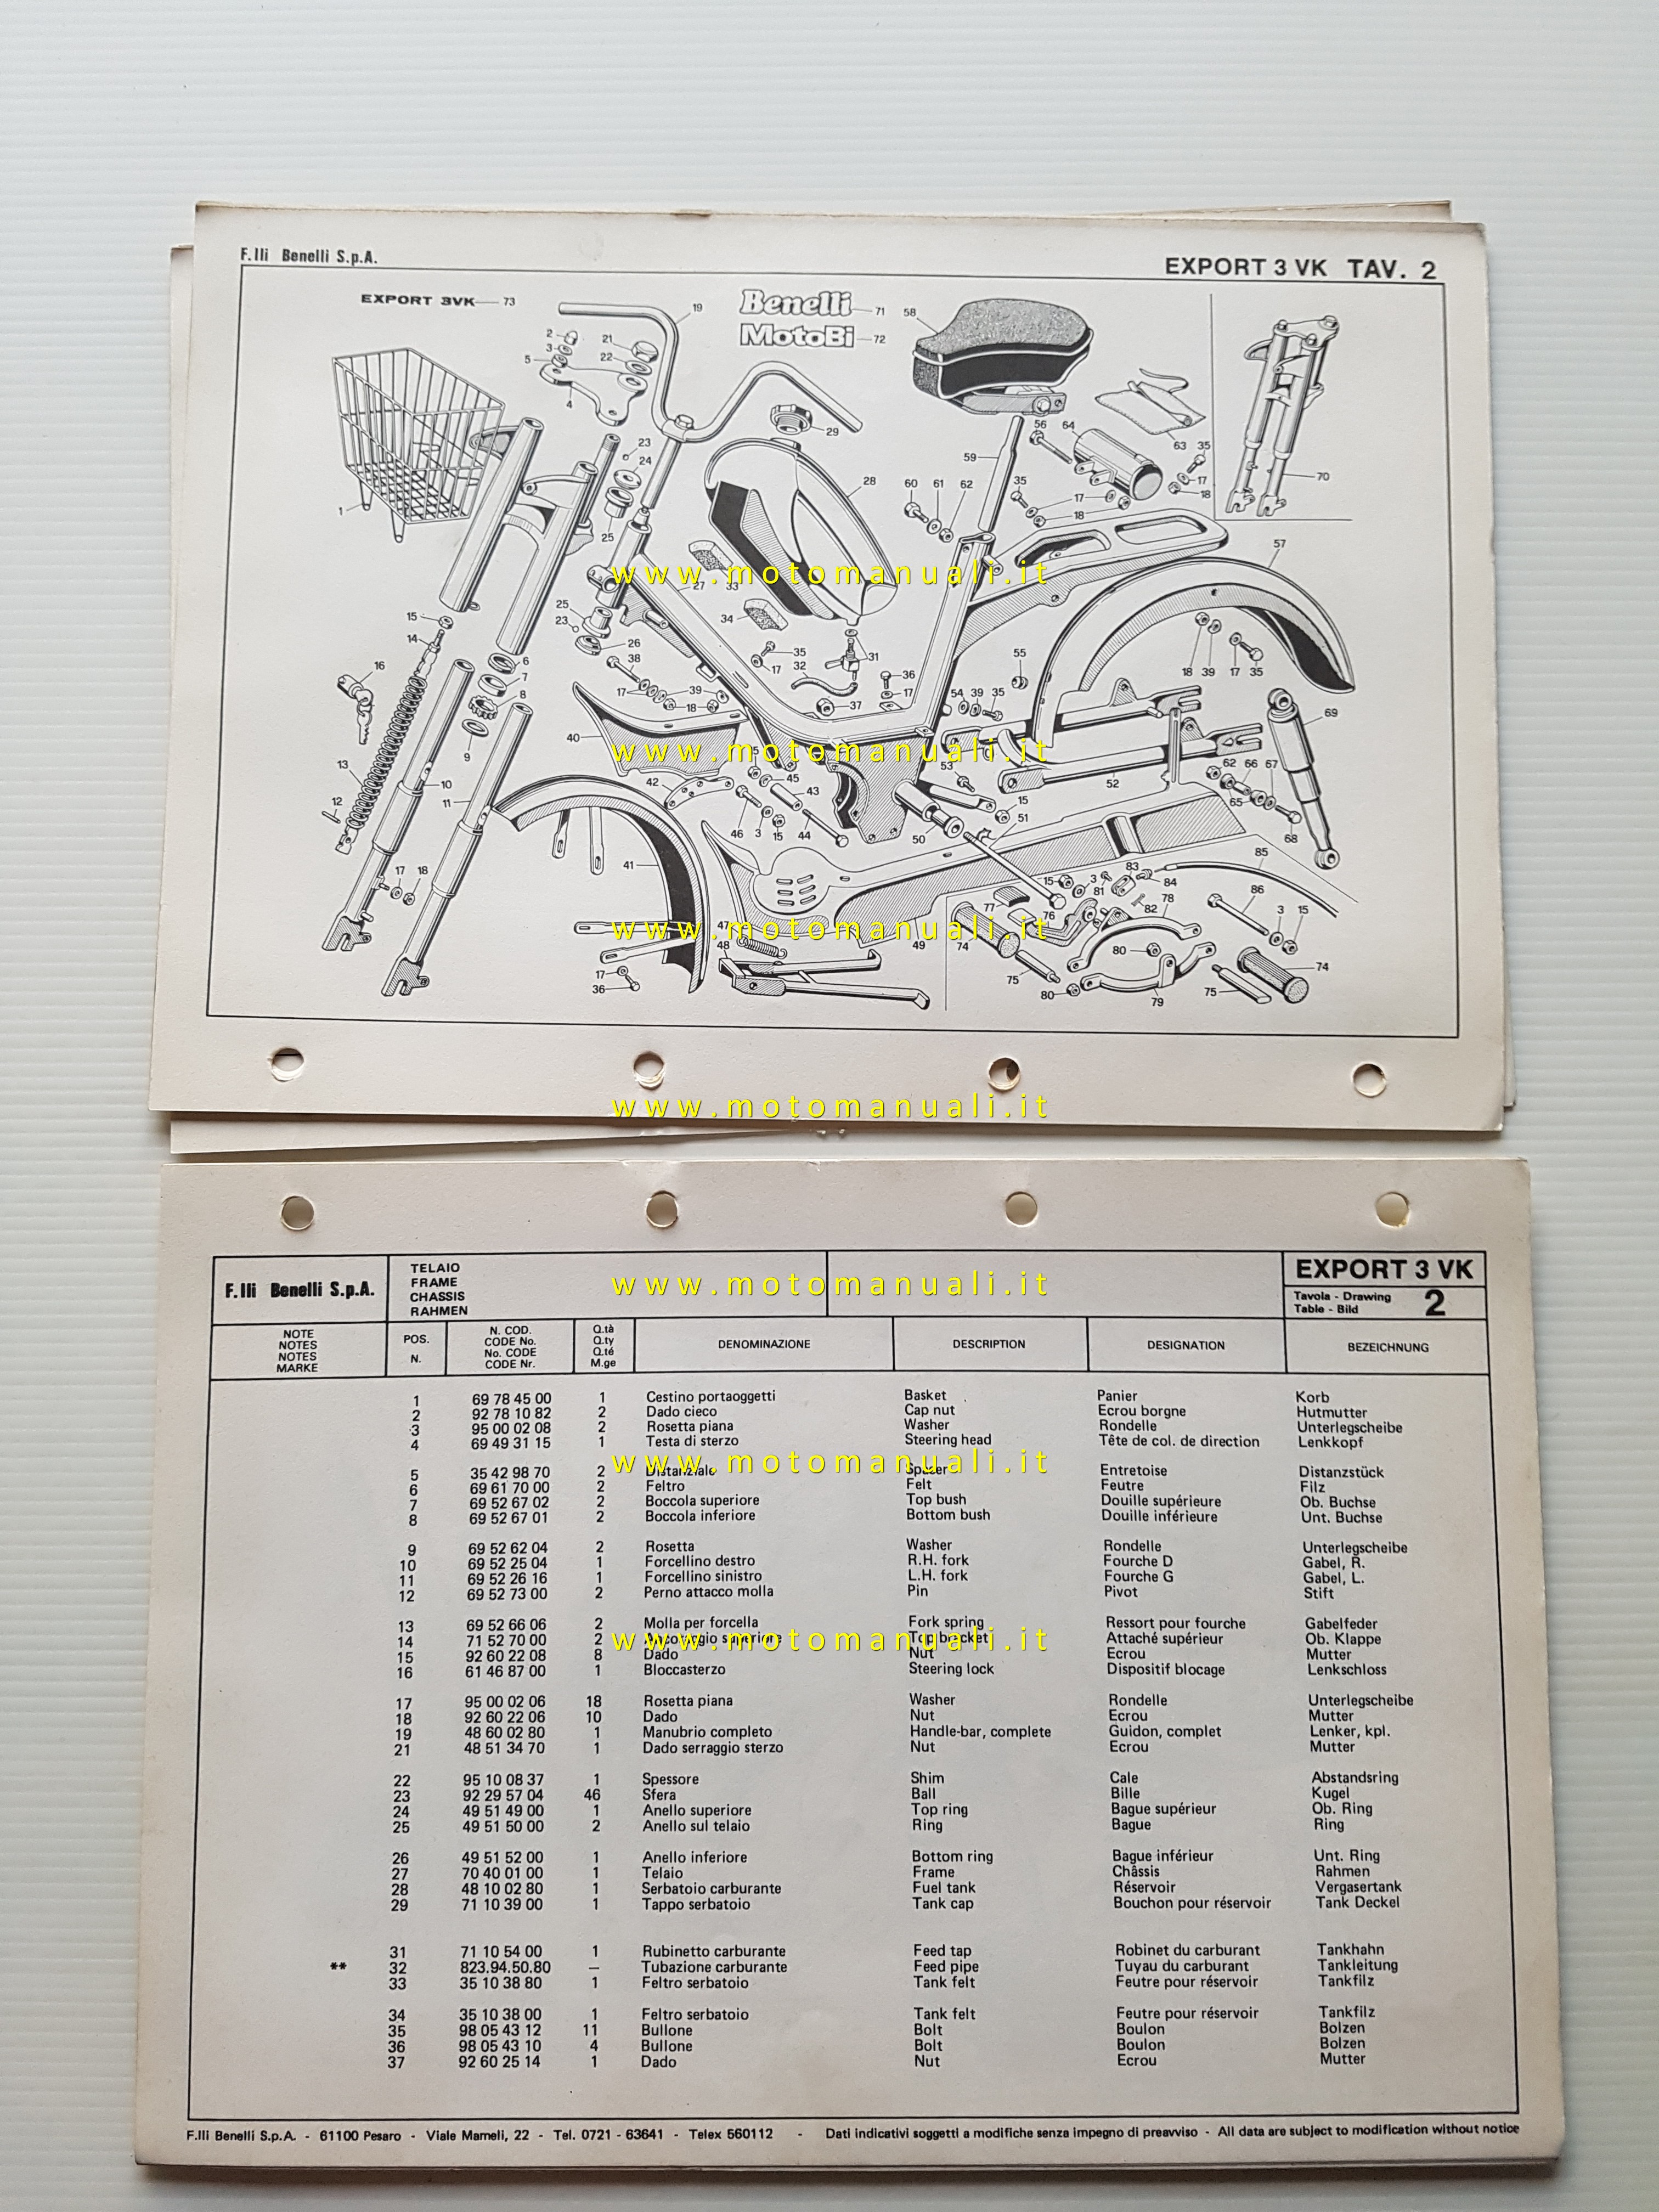 F.lli Benelli S.p.A.
EXPORT 3 VK TAV. 2
EXPORT 3VK 73
Benelli 71
MotoBi 72
www.motomanuali.it
www.motomanuali.it
www.motomanuali.it
www.motomanuali.it
F.lli Benelli S.p.A.
TELAIO
FRAME
CHASSIS
RAHMEN
www.motomanuali.it
EXPORT 3 VK
Tavola - Drawing
Table - Bild
2
NOTE
NOTES
NOTES
MARKE
POS.
N.
N. COD.
CODE No.
No. CODE
CODE Nr.
Q.tà
Q.ty
Q.té
M.ge
DENOMINAZIONE
DESCRIPTION
DESIGNATION
BEZEICHNUNG
1 69 78 45 00 1 Cestino portaoggetti Basket Panier Korb
2 92 78 10 82 2 Dado cieco Cap nut Ecrou borgne Hutmutter
3 95 00 02 08 2 Rosetta piana Washer Rondelle Unterlegscheibe
4 69 49 31 15 1 Testa di sterzo Steering head Tête de col. de direction Lenkkopf
www.motomanuali.it
5 35 42 98 70 2 Distanziale Spacer Entretoise Distanzstück
6 69 61 70 00 2 Feltro Felt Feutre Filz
7 69 52 67 02 2 Boccola superiore Top bush Douille supérieure Ob. Buchse
8 69 52 67 01 2 Boccola inferiore Bottom bush Douille inférieure Unt. Buchse
9 69 52 62 04 2 Rosetta Washer Rondelle Unterlegscheibe
10 69 52 25 04 1 Forcellino destro R.H. fork Fourche D Gabel, R.
11 69 52 26 16 1 Forcellino sinistro L.H. fork Fourche G Gabel, L.
12 69 52 73 00 2 Perno attacco molla Pin Pivot Stift
13 69 52 66 06 2 Molla per forcella Fork spring Ressort pour fourche Gabelfeder
14 71 52 70 00 2 superiore Top bracket Attaché supérieur Ob. Klappe
www.motomanuali.it
15 92 60 22 08 8 Dado Nut Ecrou Mutter
16 61 46 87 00 1 Bloccasterzo Steering lock Dispositif blocage Lenkschloss
17 95 00 02 06 18 Rosetta piana Washer Rondelle Unterlegscheibe
18 92 60 22 06 10 Dado Nut Ecrou Mutter
19 48 60 02 80 1 Manubrio completo Handle-bar, complete Guidon, complet Lenker, kpl.
21 48 51 34 70 1 Dado serraggio sterzo Nut Ecrou Mutter
22 95 10 08 37 1 Spessore Shim Cale Abstandsring
23 92 29 57 04 46 Sfera Ball Bille Kugel
24 49 51 49 00 1 Anello superiore Top ring Bague supérieur Ob. Ring
25 49 51 50 00 2 Anello sul telaio Ring Bague Ring
26 49 51 52 00 1 Anello inferiore Bottom ring Bague inférieur Unt. Ring
27 70 40 01 00 1 Telaio Frame Châssis Rahmen
28 48 10 02 80 1 Serbatoio carburante Fuel tank Réservoir Vergasertank
29 71 10 39 00 1 Tappo serbatoio Tank cap Bouchon pour réservoir Tank Deckel
31 71 10 54 00 1 Rubinetto carburante Feed tap Robinet du carburant Tankhahn
** 32 823.94.50.80 — Tubazione carburante Feed pipe Tuyau du carburant Tankleitung
33 35 10 38 80 1 Feltro serbatoio Tank felt Feutre pour réservoir Tankfilz
34 35 10 38 00 1 Feltro serbatoio Tank felt Feutre pour réservoir Tankfilz
35 98 05 43 12 11 Bullone Bolt Boulon Bolzen
36 98 05 43 10 4 Bullone Bolt Boulon Bolzen
37 92 60 25 14 1 Dado Nut Ecrou Mutter
F.lli Benelli S.p.A. - 61100 Pesaro - Viale Mameli, 22 - Tel. 0721 - 63641 - Telex 560112 - Dati indicativi soggetti a modifiche senza impegno di preavviso - All data are subject to modification without notice